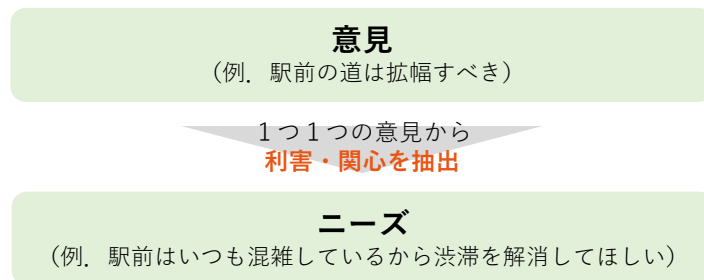 意見
（例．駅前の道は拡幅すべき）
１つ１つの意見から
利害・関心を抽出
ニーズ
（例．駅前はいつも混雑しているから渋滞を解消してほしい）